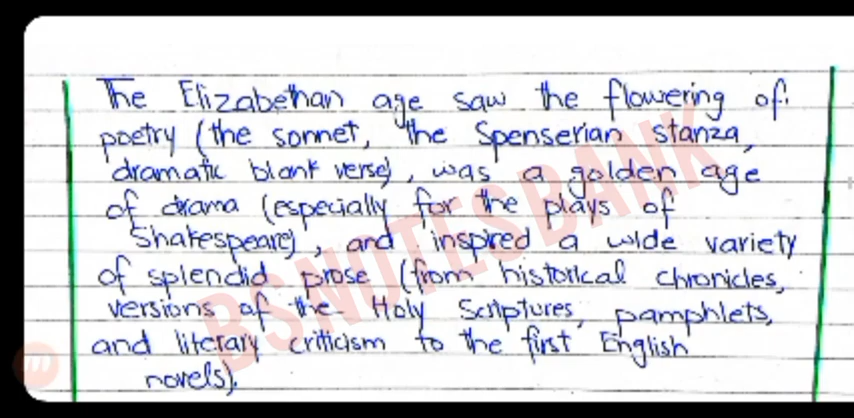 The Elizabethan age saw the flowering of
poetry (the sonnet, the Spenserian stanza,
dramatic blank verse), was a golden age
of drama (especially for the plays of
Shakespeare), and inspired a wide variety
of splendid prose (from historical chronicles,
versions of the Holy Scriptures, pamphlets,
and literary criticism to the first English
novels).
BSNOTESBANK